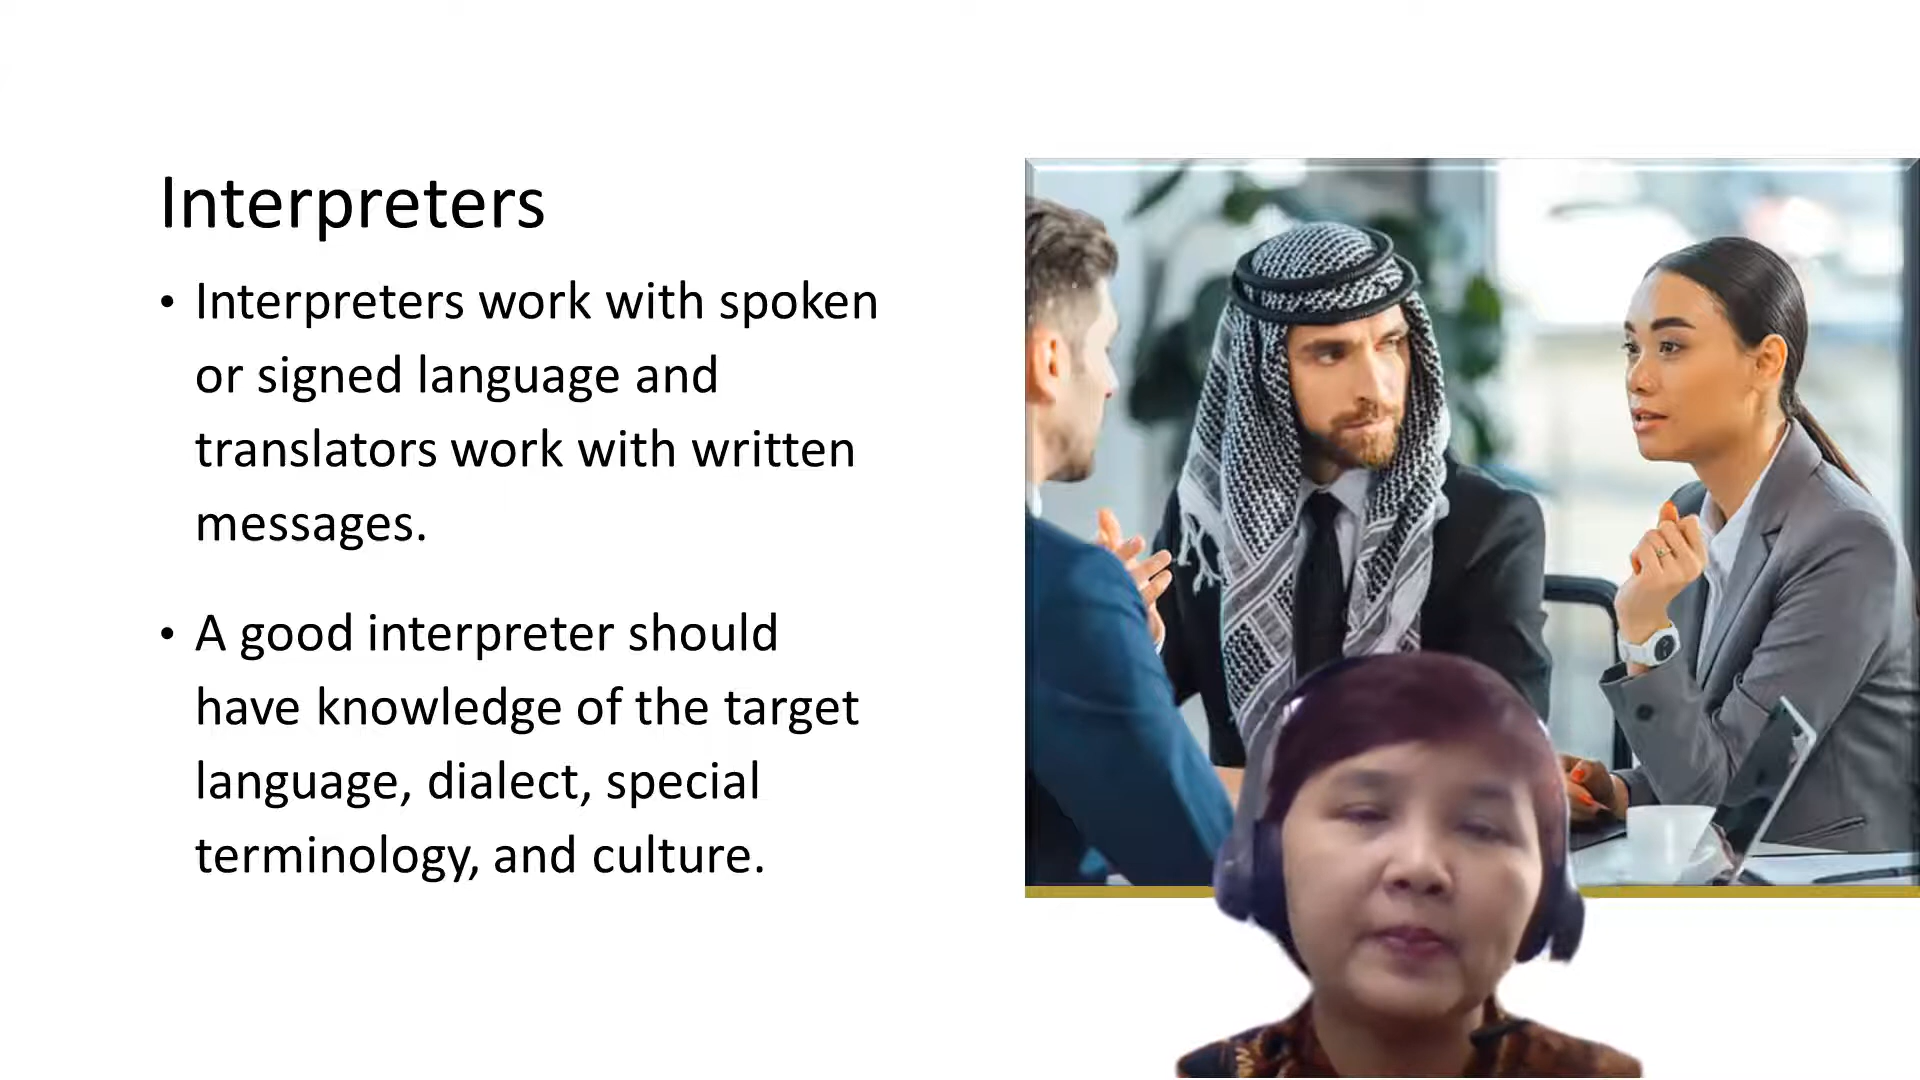 Interpreters
• Interpreters work with spoken
or signed language and
translators work with written
messages.
• A good interpreter should
have knowledge of the target
language, dialect, special
terminology, and culture.